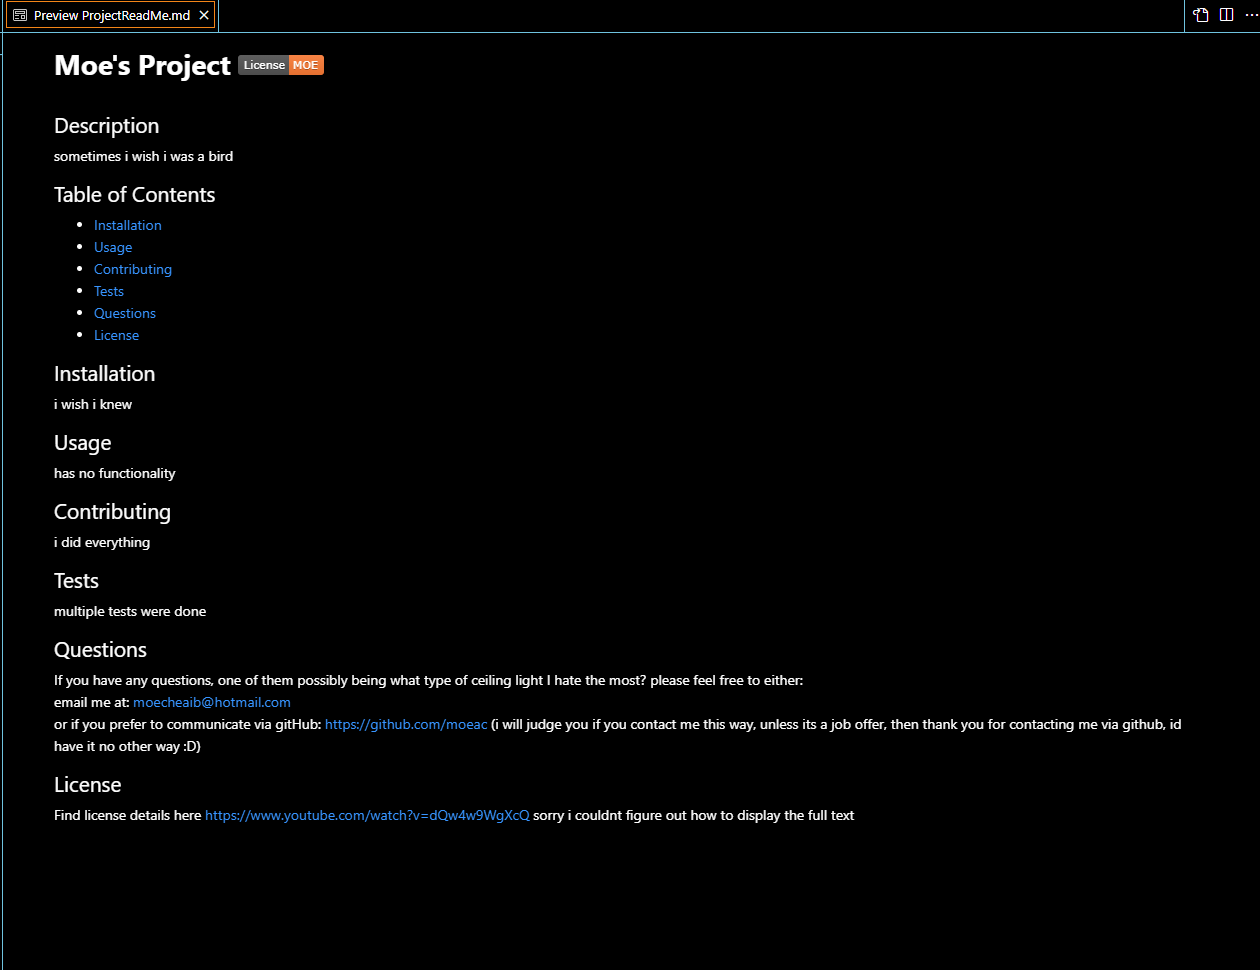 Preview ProjectReadMe.md
Moe's Project License MOE
Description
sometimes i wish i was a bird
Table of Contents
Installation
Usage
Contributing
Tests
Questions
License
Installation
i wish i knew
Usage
has no functionality
Contributing
i did everything
Tests
multiple tests were done
Questions
If you have any questions, one of them possibly being what type of ceiling light I hate the most? please feel free to either:
email me at: moecheaib@hotmail.com
or if you prefer to communicate via gitHub: https://github.com/moeac (i will judge you if you contact me this way, unless its a job offer, then thank you for contacting me via github, id
have it no other way :D)
License
Find license details here https://www.youtube.com/watch?v=dQw4w9WgXcQ sorry i couldnt figure out how to display the full text